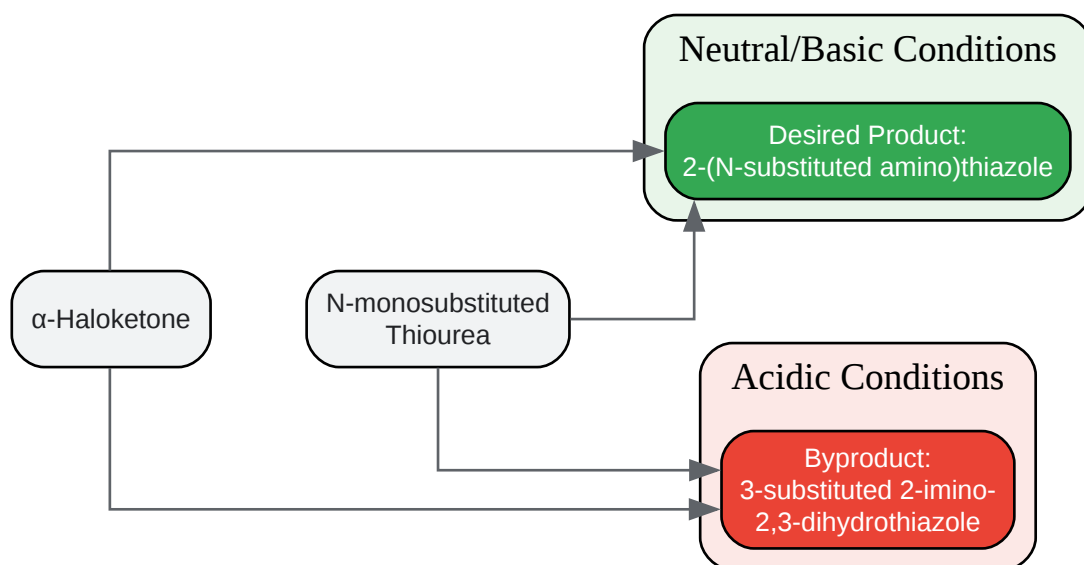 Neutral/Basic Conditions
Desired Product:
2-(N-substituted amino)thiazole
α-Haloketone
N-monosubstituted
Thiourea
Acidic Conditions
Byproduct:
3-substituted 2-imino-
2,3-dihydrothiazole